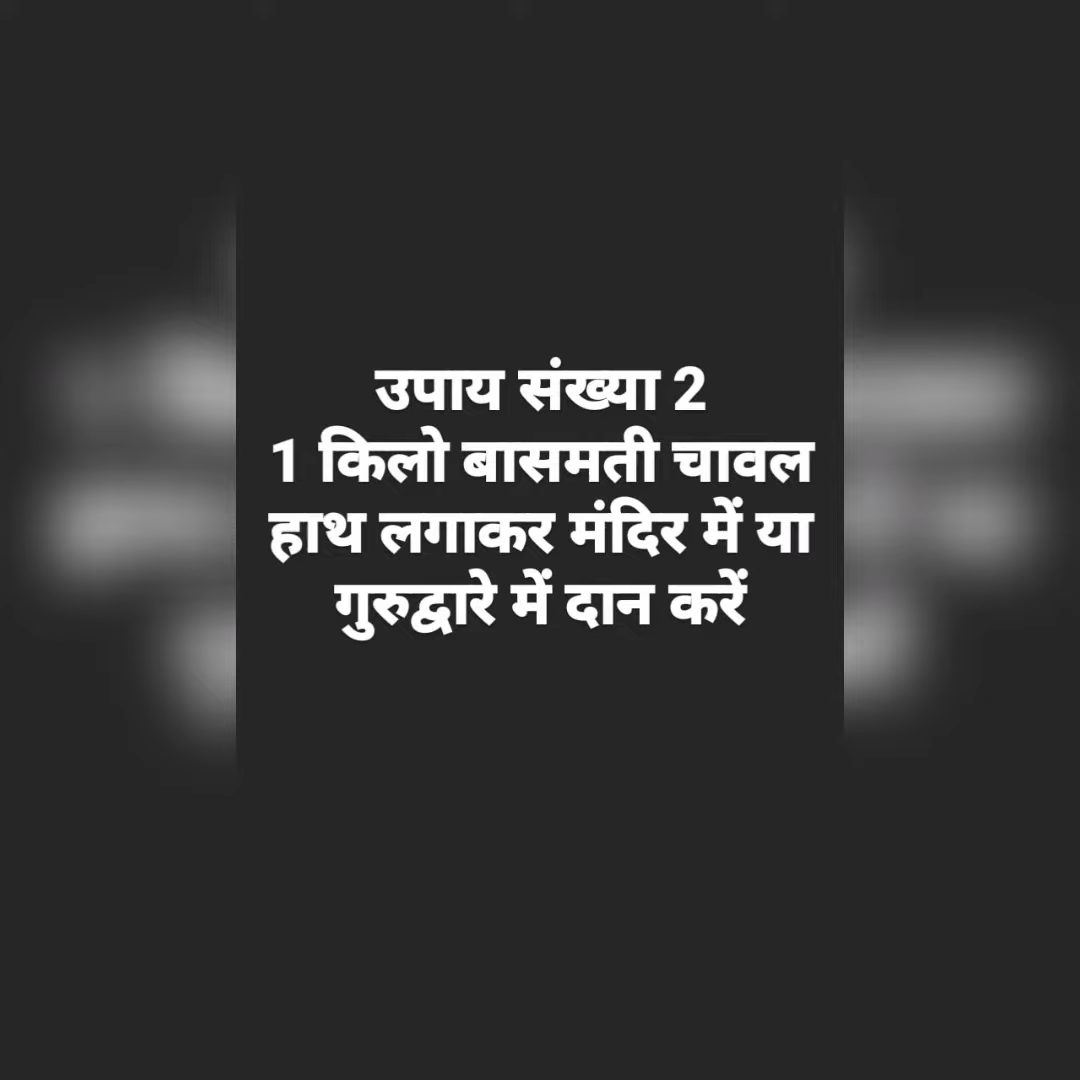 उपाय संख्या 2
1 किलो बासमती चावल
हाथ लगाकर मंदिर में या
गुरुद्वारे में दान करें